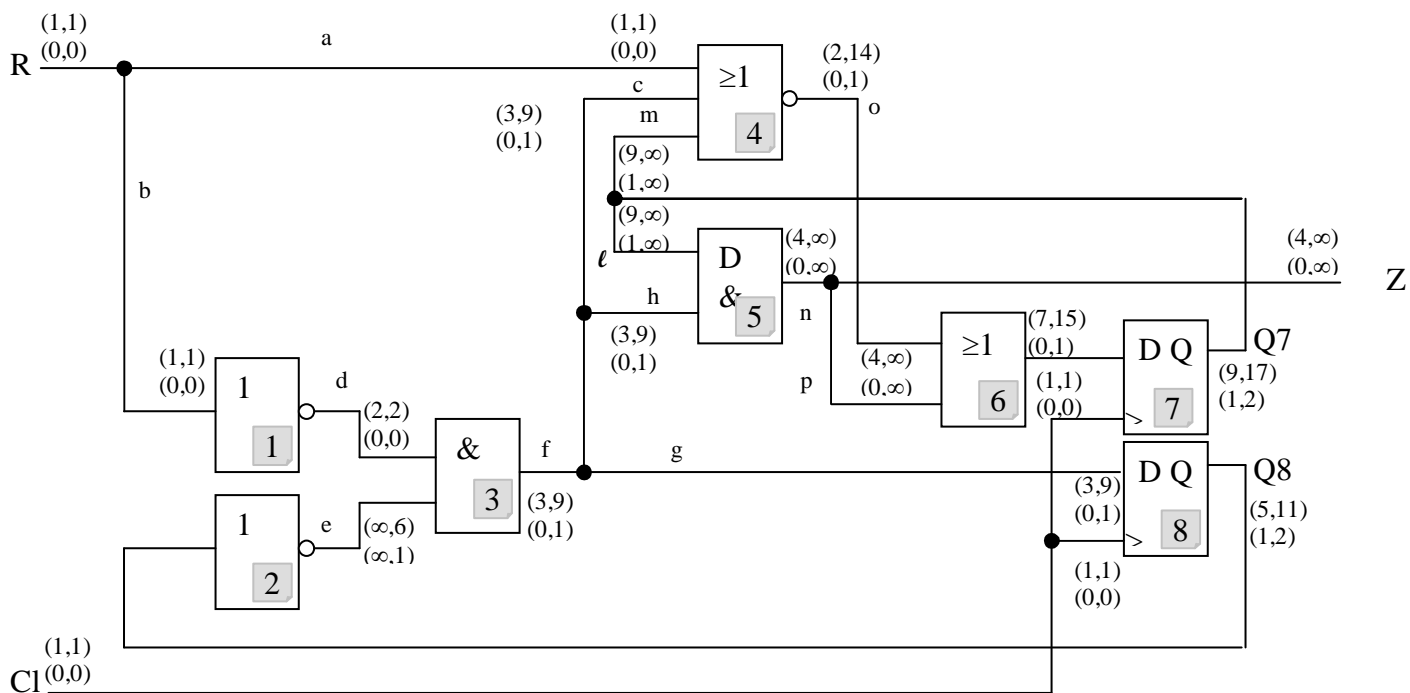 (1,1)
(0,0)
R
a
(1,1)
(0,0)
≥1
4
(2,14)
(0,1)
o
c
(3,9)
(0,1)
m
(9,∞)
(1,∞)
b
(9,∞)
(1,∞)
ℓ
D
&
5
(4,∞)
(0,∞)
(4,∞)
(0,∞)
Z
h
(3,9)
(0,1)
n
p
(4,∞)
(0,∞)
≥1
6
(7,15)
(0,1)
(1,1)
(0,0)
D Q
>
7
Q7
(9,17)
(1,2)
(1,1)
(0,0)
1
1
d
(2,2)
(0,0)
&
3
f
(3,9)
(0,1)
g
(3,9)
(0,1)
D Q
>
8
Q8
(5,11)
(1,2)
1
2
e
(∞,6)
(∞,1)
(1,1)
(0,0)
(1,1)
(0,0)
Cl